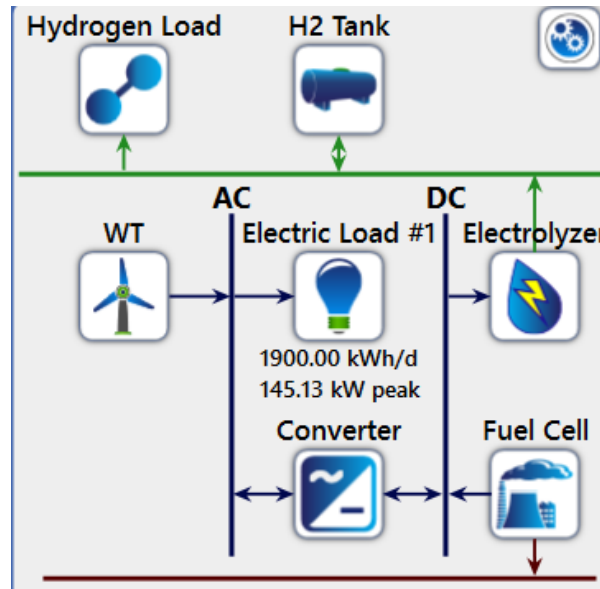 Hydrogen Load
H2 Tank
AC
DC
WT
Electric Load #1
Electrolyzer
1900.00 kWh/d
145.13 kW peak
Converter
Fuel Cell